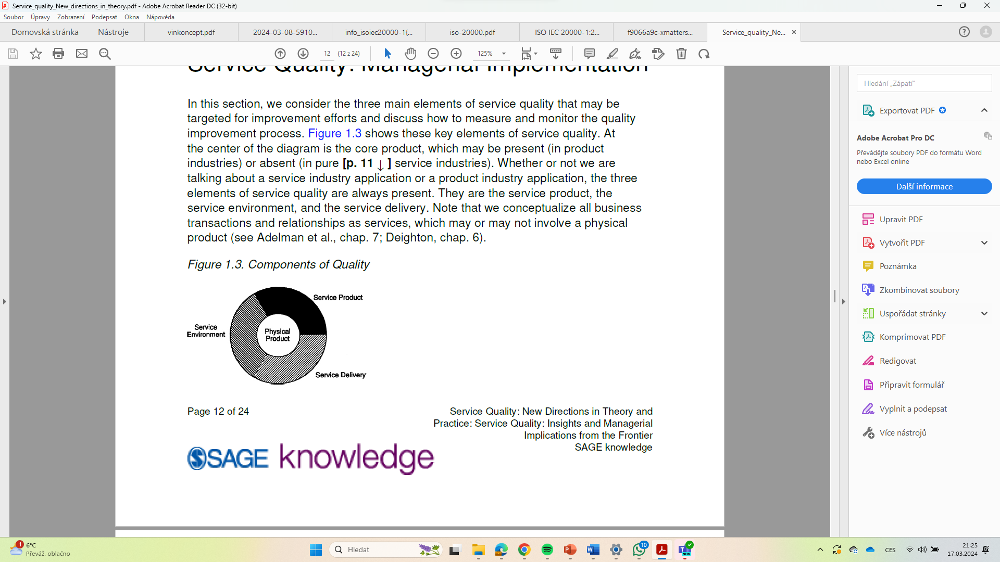 Service_quality_New_directions_in_theory.pdf - Adobe Acrobat Reader DC (32-bit)
Soubor Úpravy Zobrazení Podepsat Okna Nápověda
Domovská stránka Nástroje vinkoncept.pdf 2024-03-08-5910... info_isoiec20000-1{... iso-20000.pdf ISO IEC 20000-1:2... f9066a9c-xmatters... Service_quality_Ne...
12 (12 z 24) 125%
Service Quality: Managerial Implementation
In this section, we consider the three main elements of service quality that may be
targeted for improvement efforts and discuss how to measure and monitor the quality
improvement process. Figure 1.3 shows these key elements of service quality. At
the center of the diagram is the core product, which may be present (in product
industries) or absent (in pure [p. 11 ↓ ] service industries). Whether or not we are
talking about a service industry application or a product industry application, the three
elements of service quality are always present. They are the service product, the
service environment, and the service delivery. Note that we conceptualize all business
transactions and relationships as services, which may or may not involve a physical
product (see Adelman et al., chap. 7; Deighton, chap. 6).
Figure 1.3. Components of Quality
Service Product
Service
Environment
Physical
Product
Service Delivery
Page 12 of 24
Service Quality: New Directions in Theory and
Practice: Service Quality: Insights and Managerial
Implications from the Frontier
SAGE knowledge
SAGE knowledge
Hledání „Zápatí"
Exportovat PDF
Adobe Acrobat Pro DC
Převádějte soubory PDF do formátu Word
nebo Excel online
Další informace
Upravit PDF
Vytvořit PDF
Poznámka
Zkombinovat soubory
Uspořádat stránky
Komprimovat PDF
Redigovat
Připravit formulář
Vyplnit a podepsat
Více nástrojů
1
6°C
Převáž. oblačno
Hledat
10
NEW
CES
21:25
17.03.2024